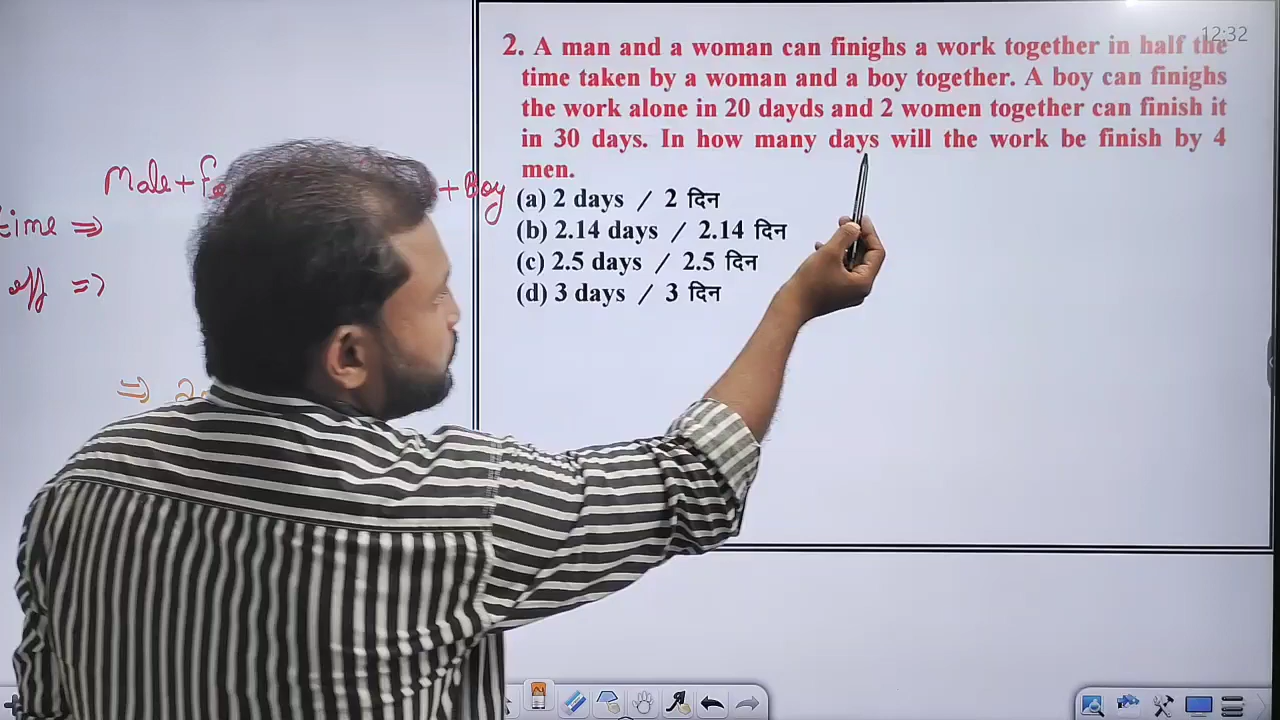 12:32
2. A man and a woman can finighs a work together in half the
time taken by a woman and a boy together. A boy can finighs
the work alone in 20 dayds and 2 women together can finish it
in 30 days. In how many days will the work be finish by 4
men.
(a) 2 days / 2 दिन
(b) 2.14 days / 2.14 दिन
(c) 2.5 days / 2.5 दिन
(d) 3 days / 3 दिन
Male + + Boy
time ⇒
eff ⇒
⇒